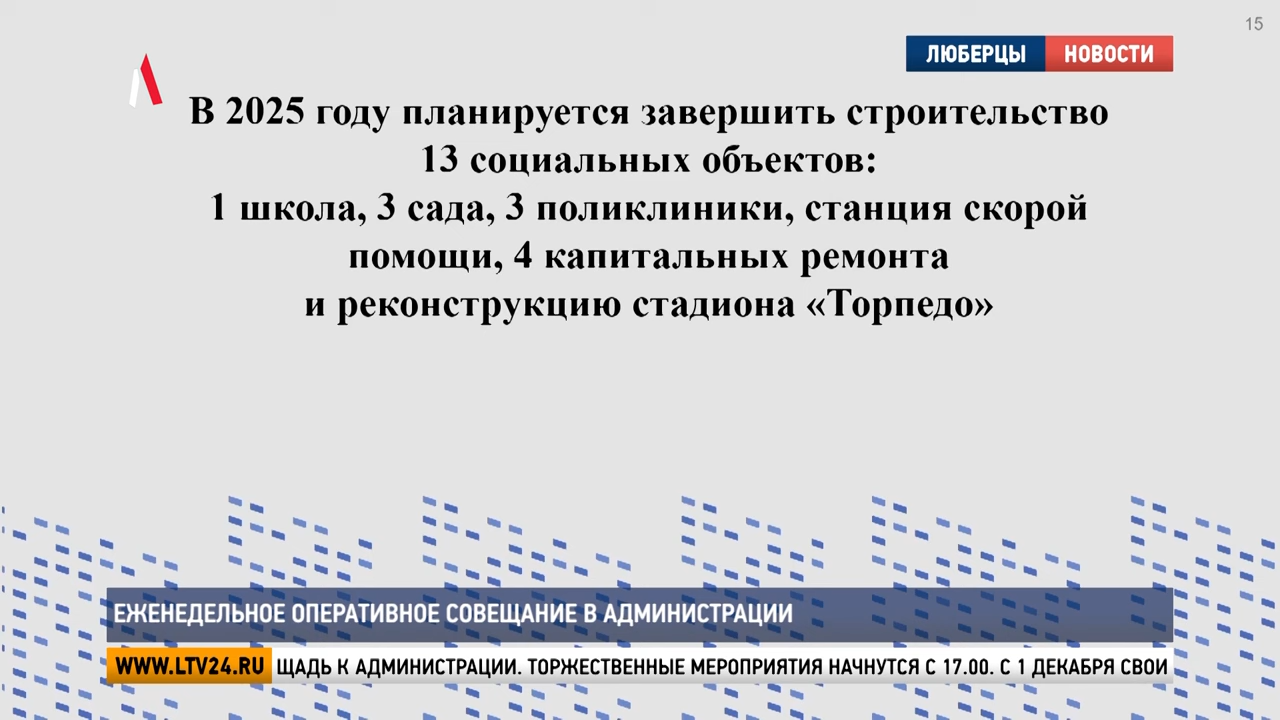 15
ЛЮБЕРЦЫ НОВОСТИ
В 2025 году планируется завершить строительство
13 социальных объектов:
1 школа, 3 сада, 3 поликлиники, станция скорой
помощи, 4 капитальных ремонта
и реконструкцию стадиона «Торпедо»
ЕЖЕНЕДЕЛЬНОЕ ОПЕРАТИВНОЕ СОВЕЩАНИЕ В АДМИНИСТРАЦИИ
WWW.LTV24.RU ЩАДЬ К АДМИНИСТРАЦИИ. ТОРЖЕСТВЕННЫЕ МЕРОПРИЯТИЯ НАЧНУТСЯ С 17.00. С 1 ДЕКАБРЯ СВОИ